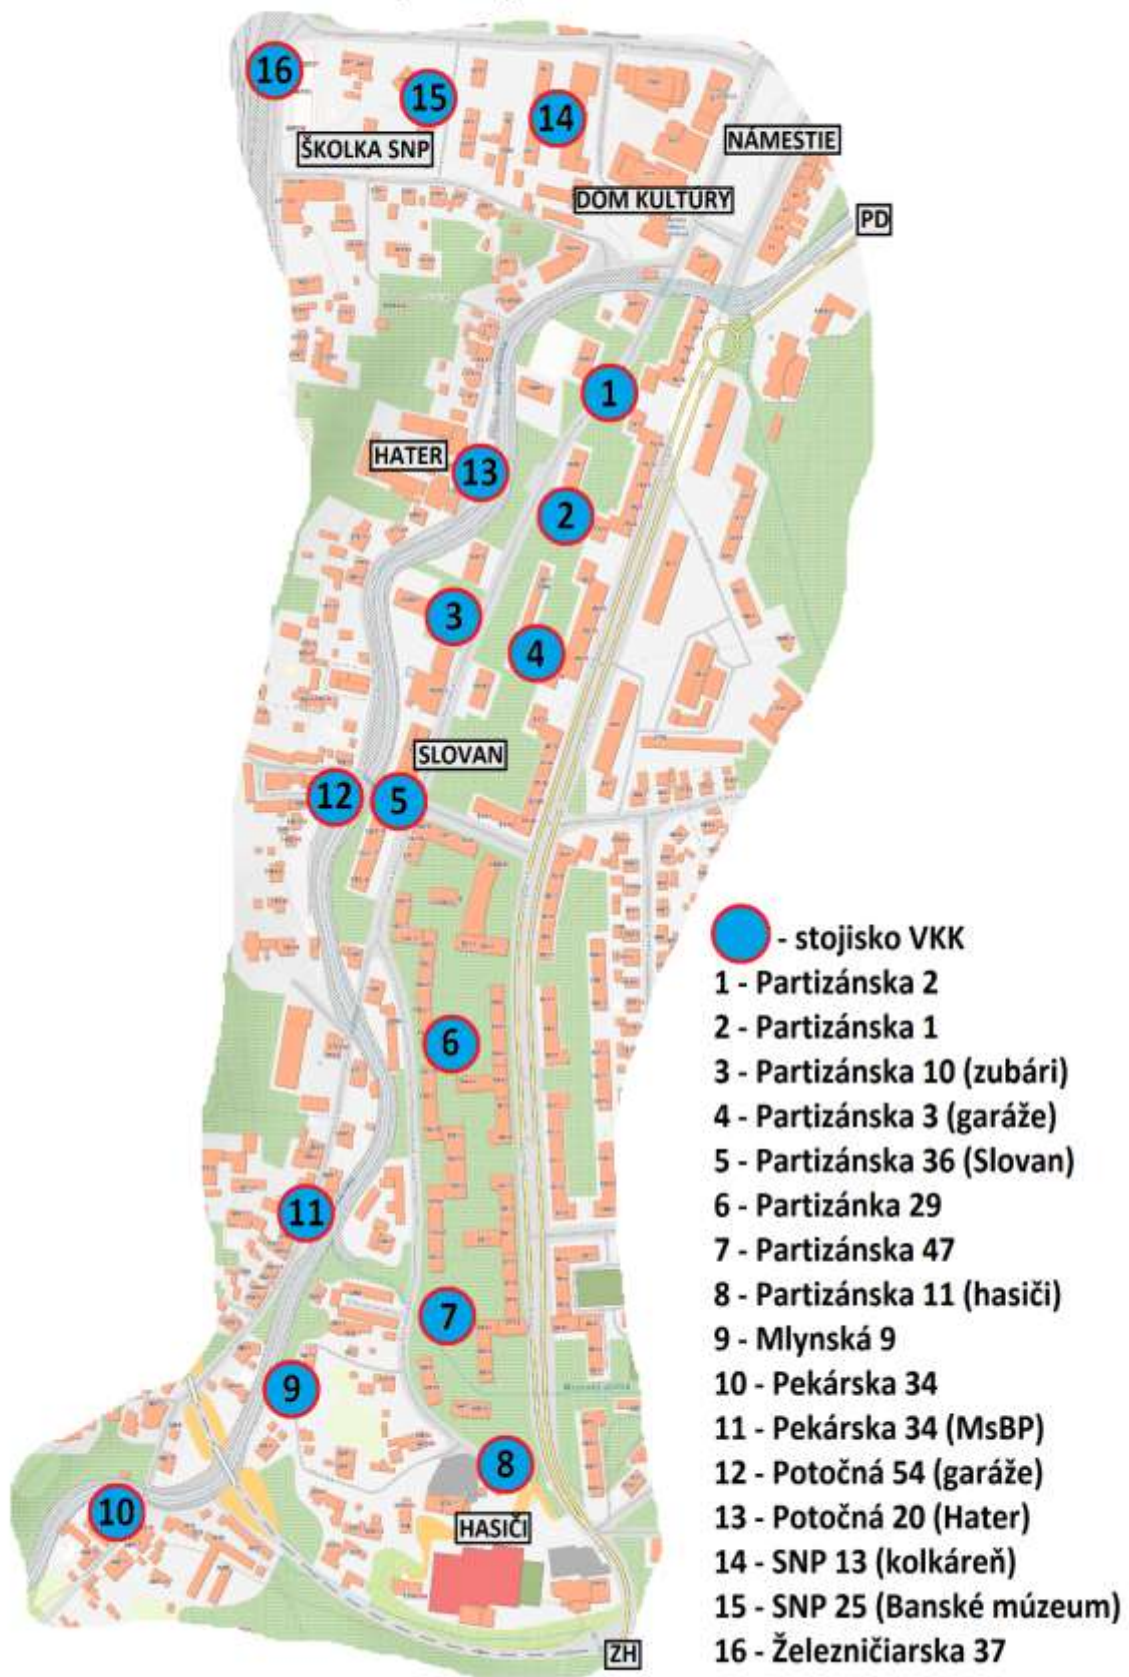 16
15
14
ŠKOLKA SNP
NÁMESTIE
DOM KULTÚRY
PD
1
HATER
13
2
3
4
SLOVAN
12
5
6
11
7
9
8
10
HASIČI
ZH
- stojisko VKK
1 - Partizánska 2
2 - Partizánska 1
3 - Partizánska 10 (zubári)
4 - Partizánska 3 (garáže)
5 - Partizánska 36 (Slovan)
6 - Partizánka 29
7 - Partizánska 47
8 - Partizánska 11 (hasiči)
9 - Mlynská 9
10 - Pekárska 34
11 - Pekárska 34 (MsBP)
12 - Potočná 54 (garáže)
13 - Potočná 20 (Hater)
14 - SNP 13 (kolkáreň)
15 - SNP 25 (Banské múzeum)
16 - Železničiarska 37